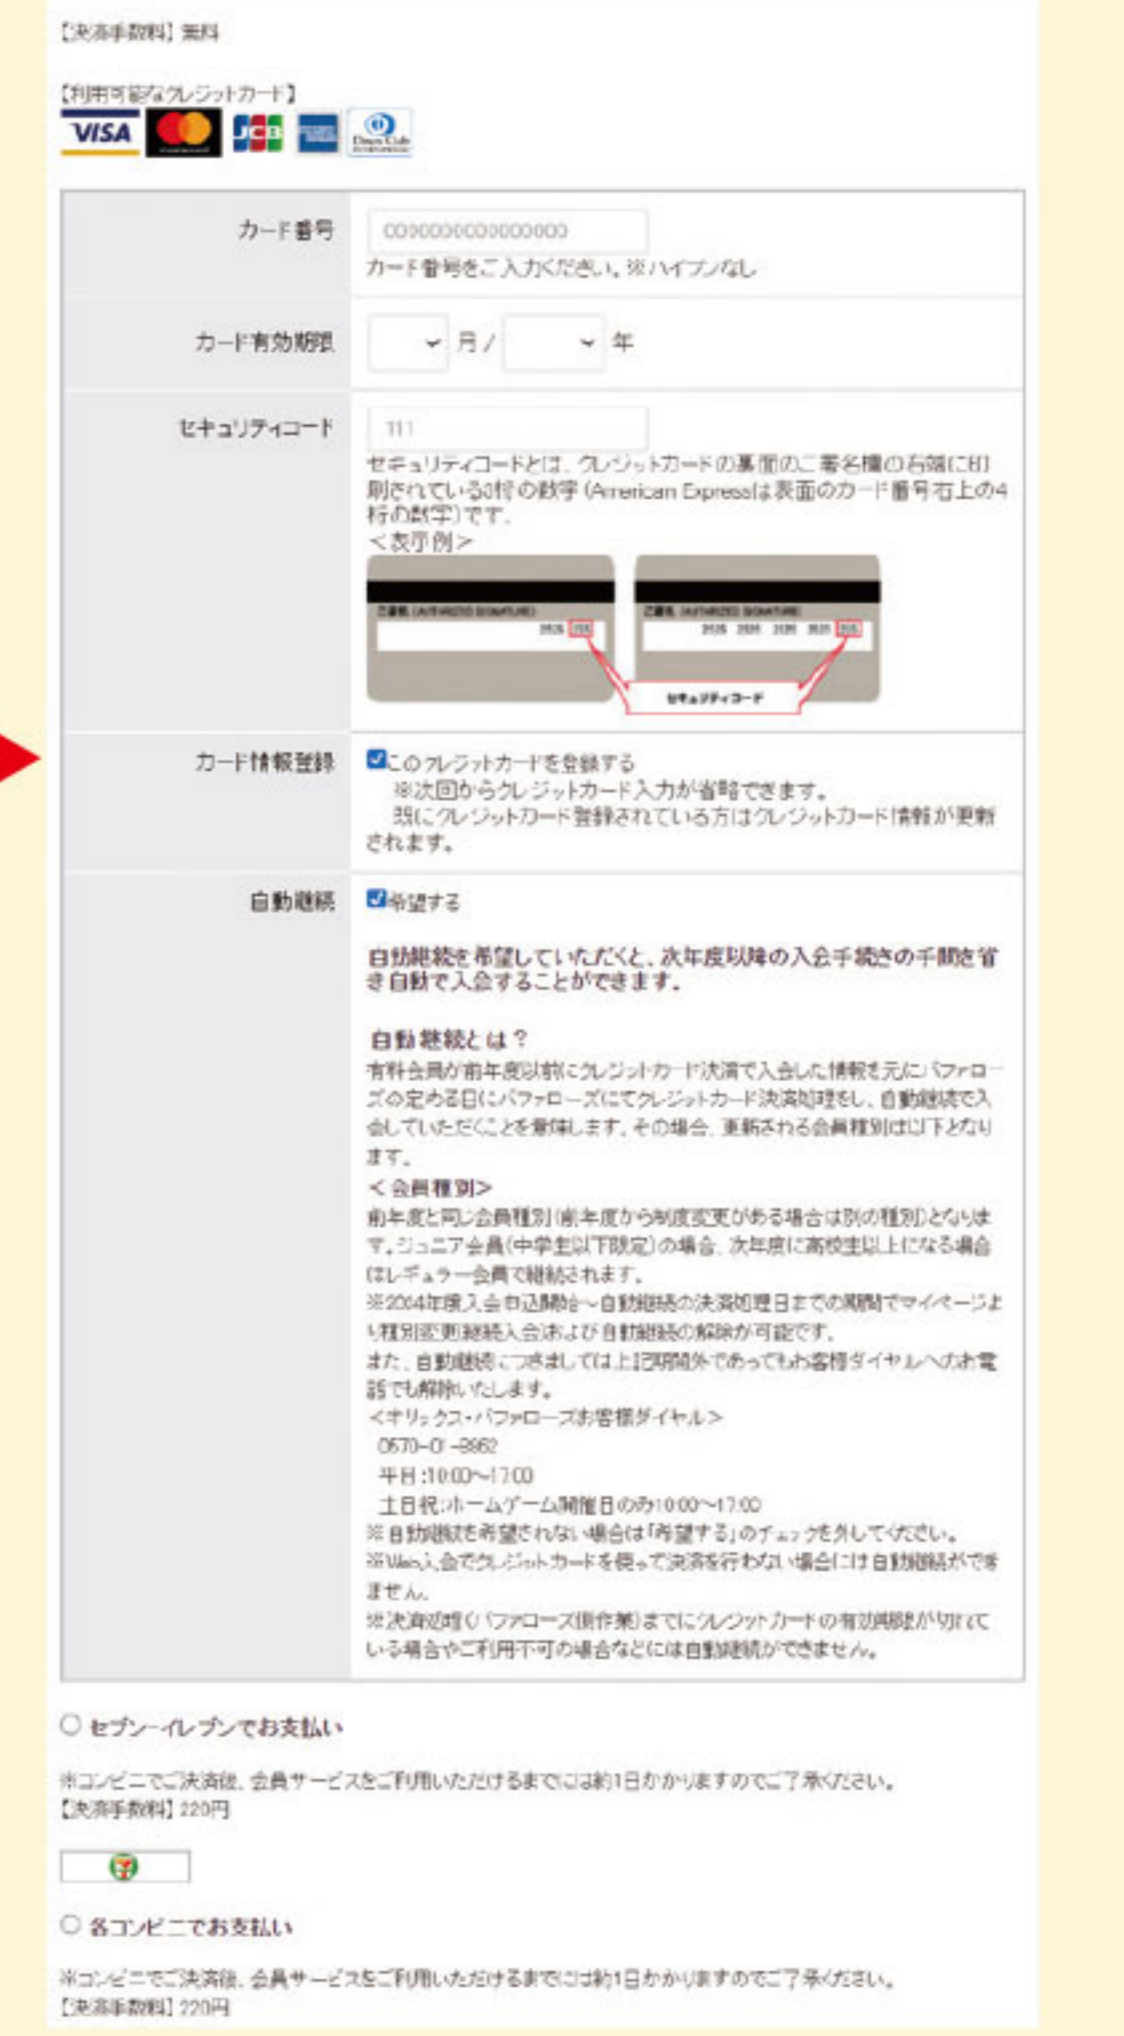 【決済手数料】無料
【利用可能なクレジットカード】
VISA JCB
カード番号
0000000000000000
カード番号をご入力ください。※ハイフンなし
カード有効期限
月 / 年
セキュリティコード
111
セキュリティコードとは、クレジットカードの裏面のご署名欄の右端に印
刷されている3桁の数字（American Expressは表面のカード番号右上の4
桁の数字）です。
＜表示例＞
ご署名 (AUTHORIZED SIGNATURE)
ご署名 (AUTHORIZED SIGNATURE)
セキュリティコード
カード情報登録
このクレジットカードを登録する
※次回からクレジットカード入力が省略できます。
既にクレジットカード登録されている方はクレジットカード情報が更新
されます。
自動継続
希望する
自動継続を希望していただくと、次年度以降の入会手続きの手間を省
き自動で入会することができます。
自動継続とは？
有料会員が前年度以前にクレジットカード決済で入会した情報を元にバファロー
ズの定める日にバファローズにてクレジットカード決済処理をし、自動継続で入
会していただくことを意味します。その場合、更新される会員種別は以下となり
ます。
＜会員種別＞
前年度と同じ会員種別（前年度から制度変更がある場合は別の種別）となりま
す。ジュニア会員（中学生以下限定）の場合、次年度に高校生以上になる場合
はレギュラー会員で継続されます。
年度入会申込開始～自動継続の決済処理日までの期間でマイページよ
り種別変更（継続入会）および自動継続の解除が可能です。
また、自動継続につきましては上記期間外であってもお客様ダイヤルへのお電
話でも解除いたします。
＜オリックス・バファローズお客様ダイヤル＞
0570-01-8862
平日：10:00～17:00
土日祝：ホームゲーム開催日のみ10:00～17:00
※自動継続を希望されない場合は「希望する」のチェックを外してください。
※Web入会でクレジットカードを使って決済を行わない場合には自動継続ができ
ません。
※決済処理（バファローズ側作業）までにクレジットカードの有効期限が切れて
いる場合やご利用不可の場合などには自動継続ができません。
セブン-イレブンでお支払い
※コンビニでご決済後、会員サービスをご利用いただけるまでには約1日かかりますのでご了承ください。
【決済手数料】220円
各コンビニでお支払い
※コンビニでご決済後、会員サービスをご利用いただけるまでには約1日かかりますのでご了承ください。
【決済手数料】220円